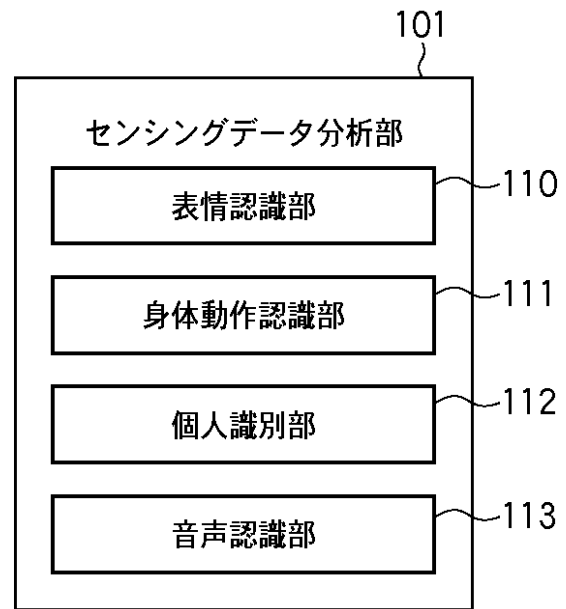 101
センシングデータ分析部
表情認識部
110
身体動作認識部
111
個人識別部
112
音声認識部
113